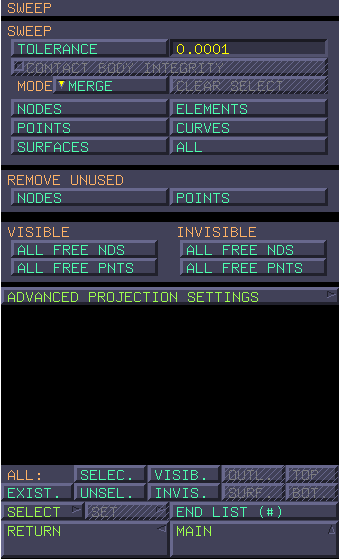 SWEEP
SWEEP
TOLERANCE 0.0001
CONTACT BODY INTEGRITY
MODE MERGE CLEAR SELECT
NODES ELEMENTS
POINTS CURVES
SURFACES ALL
REMOVE UNUSED
NODES POINTS
VISIBLE INVISIBLE
ALL FREE NDS ALL FREE NDS
ALL FREE PNTS ALL FREE PNTS
ADVANCED PROJECTION SETTINGS
ALL: SELEC. VISIB. OUTL. TOP
EXIST. UNSEL. INVIS. SURF. BOT.
SELECT SET END LIST (#)
RETURN MAIN